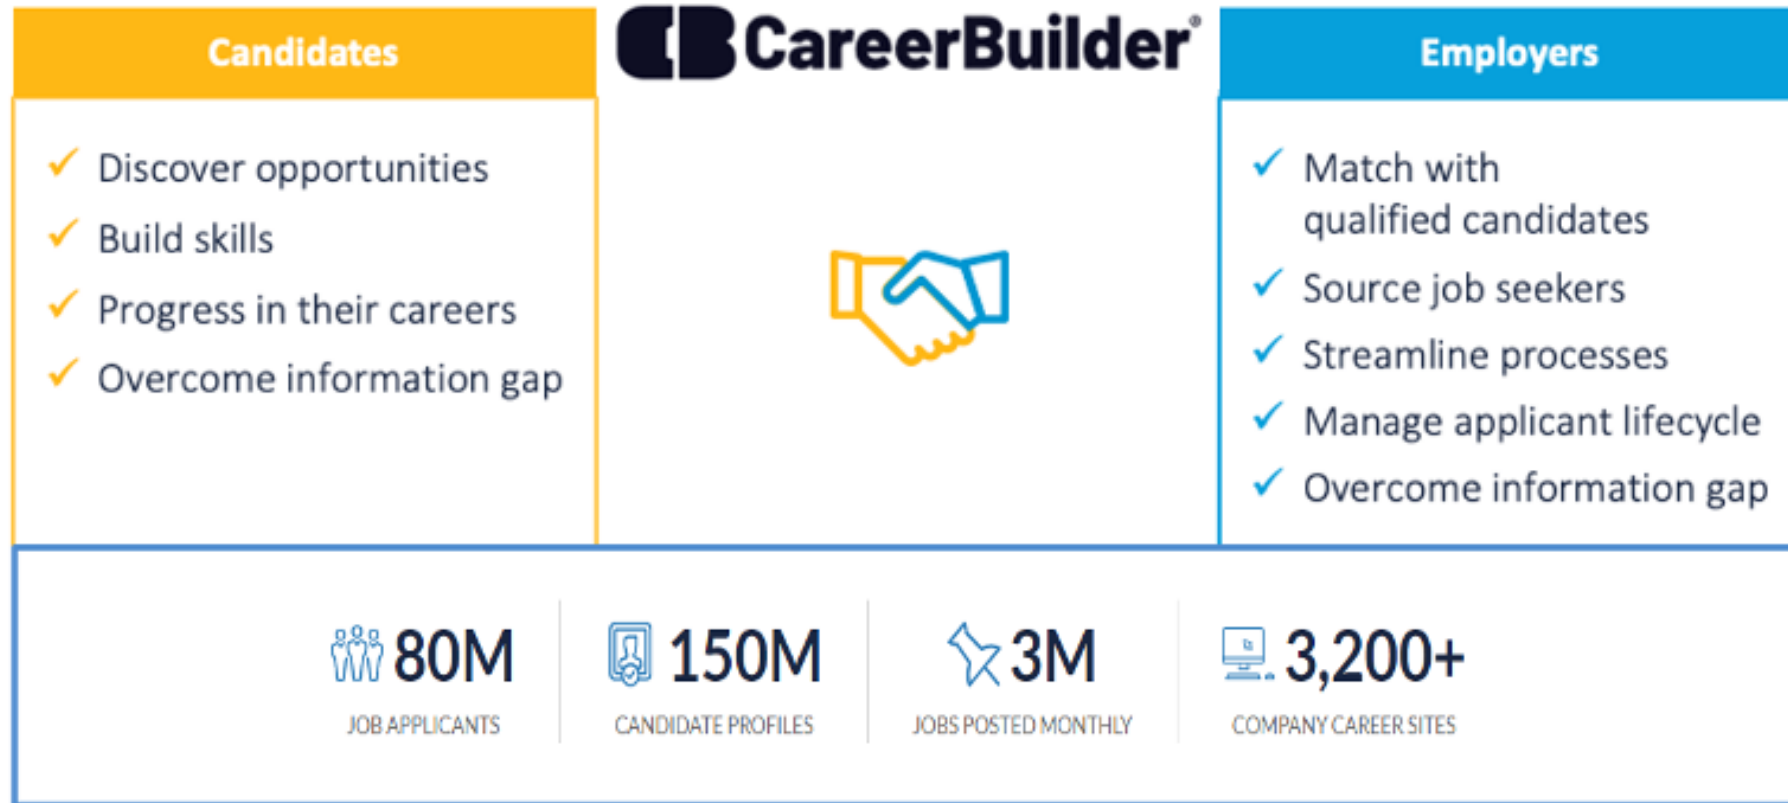 Candidates
CareerBuilder®
Employers
Discover opportunities
Build skills
Progress in their careers
Overcome information gap
Match with
qualified candidates
Source job seekers
Streamline processes
Manage applicant lifecycle
Overcome information gap
80M
JOB APPLICANTS
150M
CANDIDATE PROFILES
3M
JOBS POSTED MONTHLY
3,200+
COMPANY CAREER SITES